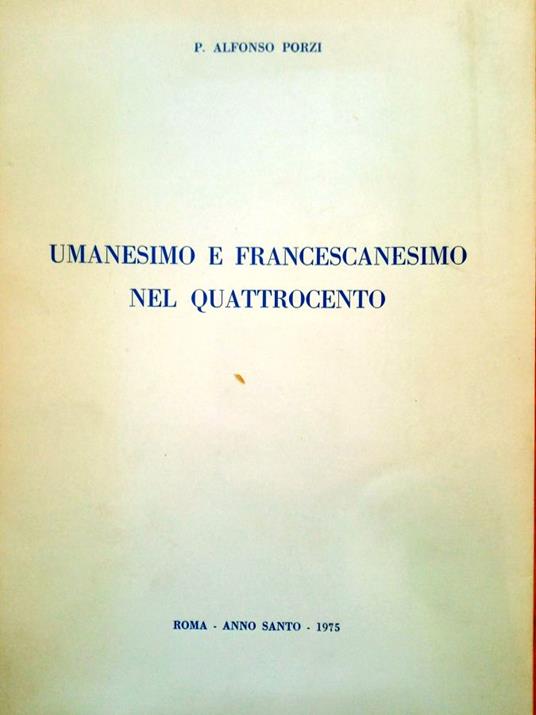 P. ALFONSO PORZI
UMANESIMO E FRANCESCANESIMO
NEL QUATTROCENTO
ROMA - ANNO SANTO - 1975